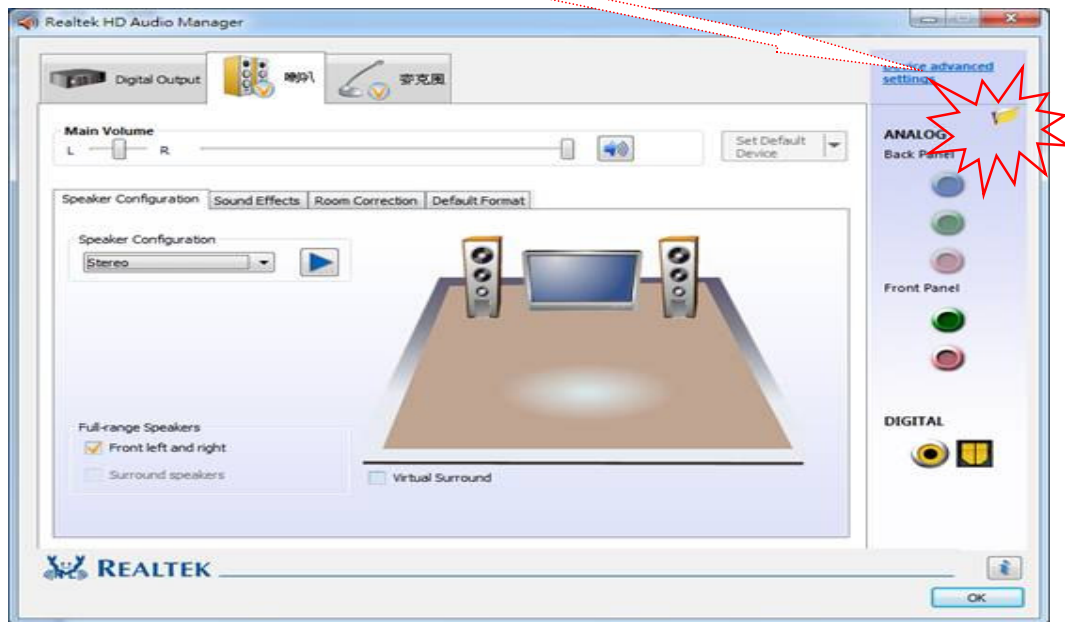 Realtek HD Audio Manager
Digital Output
喇叭
麥克風
Device advanced
settings
Main Volume
L
R
Set Default
Device
ANALOG
Back Panel
Speaker Configuration
Sound Effects
Room Correction
Default Format
Speaker Configuration
Stereo
Front Panel
Full-range Speakers
Front left and right
Surround speakers
Virtual Surround
DIGITAL
REALTEK
i
OK